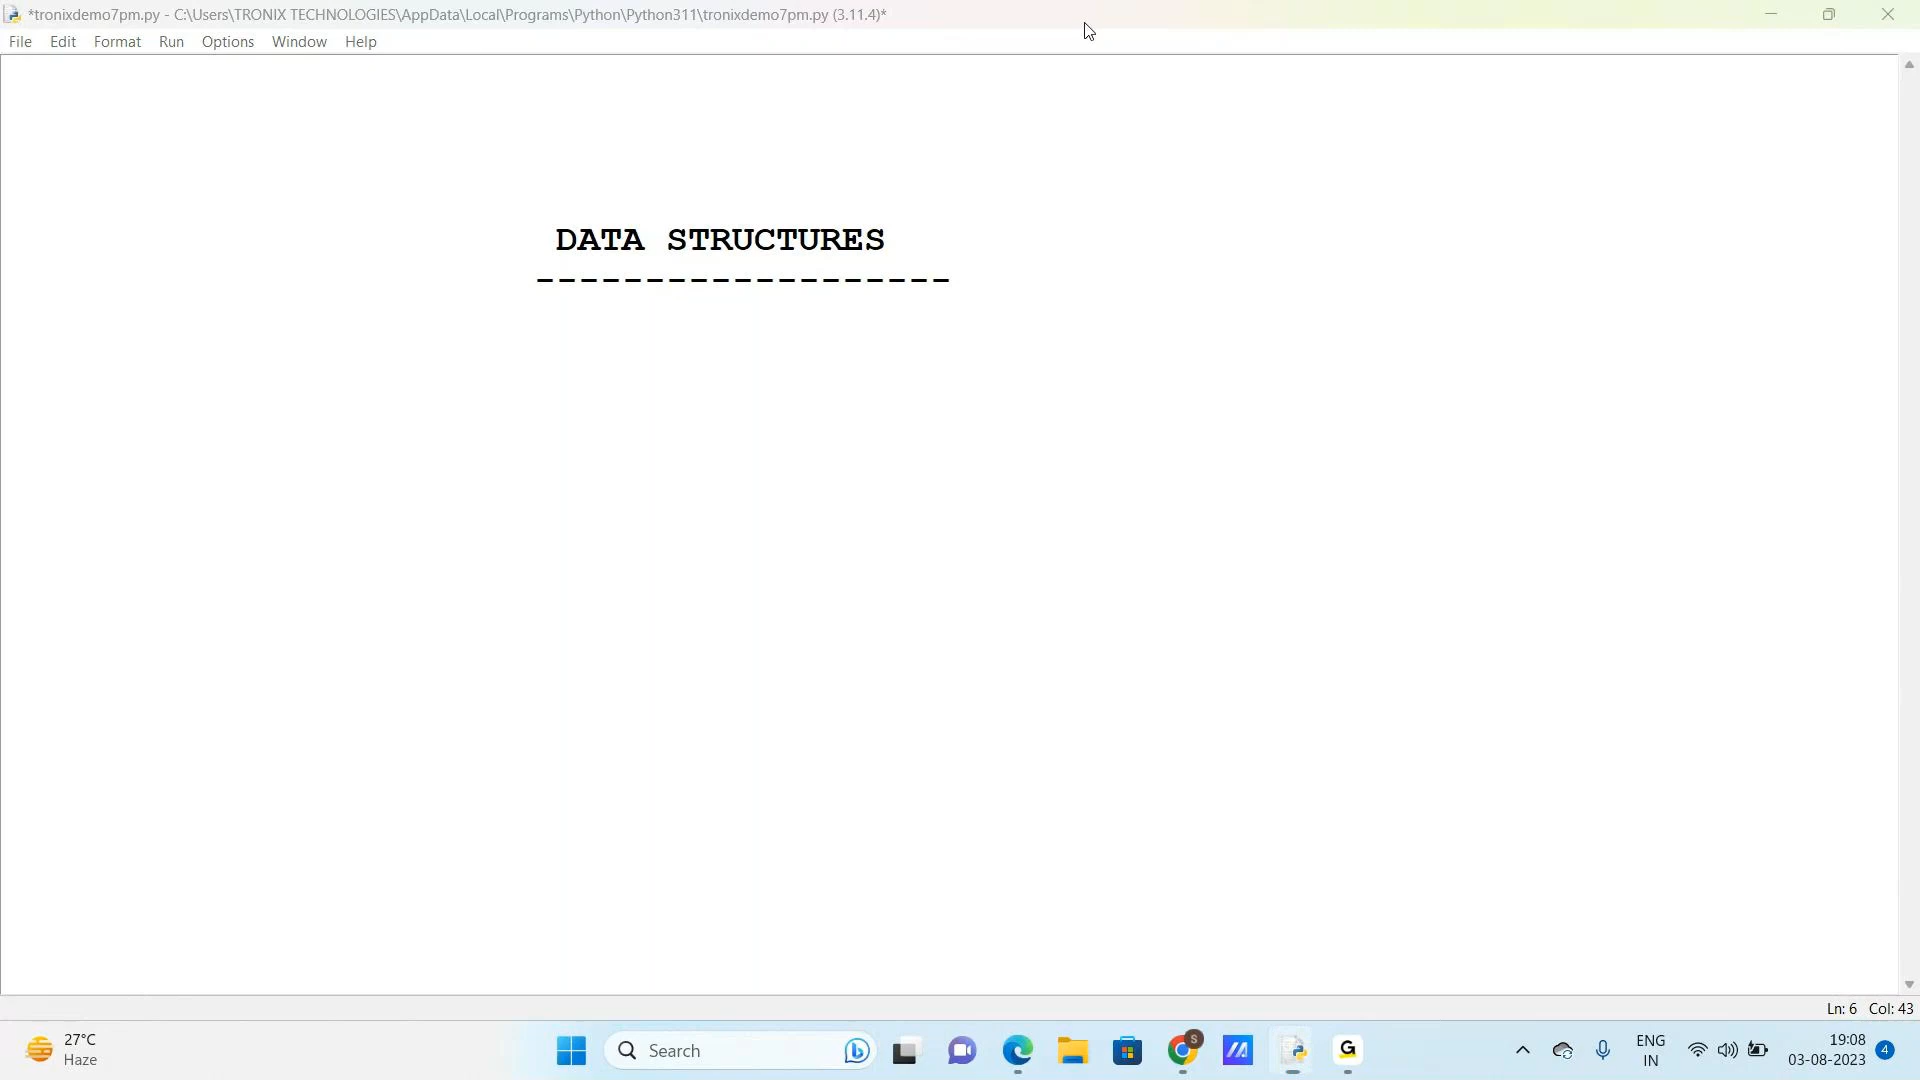 *tronixdemo7pm.py - C:\Users\TRONIX TECHNOLOGIES\AppData\Local\Programs\Python\Python311\tronixdemo7pm.py (3.11.4)*
File Edit Format Run Options Window Help
DATA STRUCTURES
-------------------
Ln: 6 Col: 43
27°C
Haze
Search
S
G
ENG
IN
19:08
03-08-2023
4